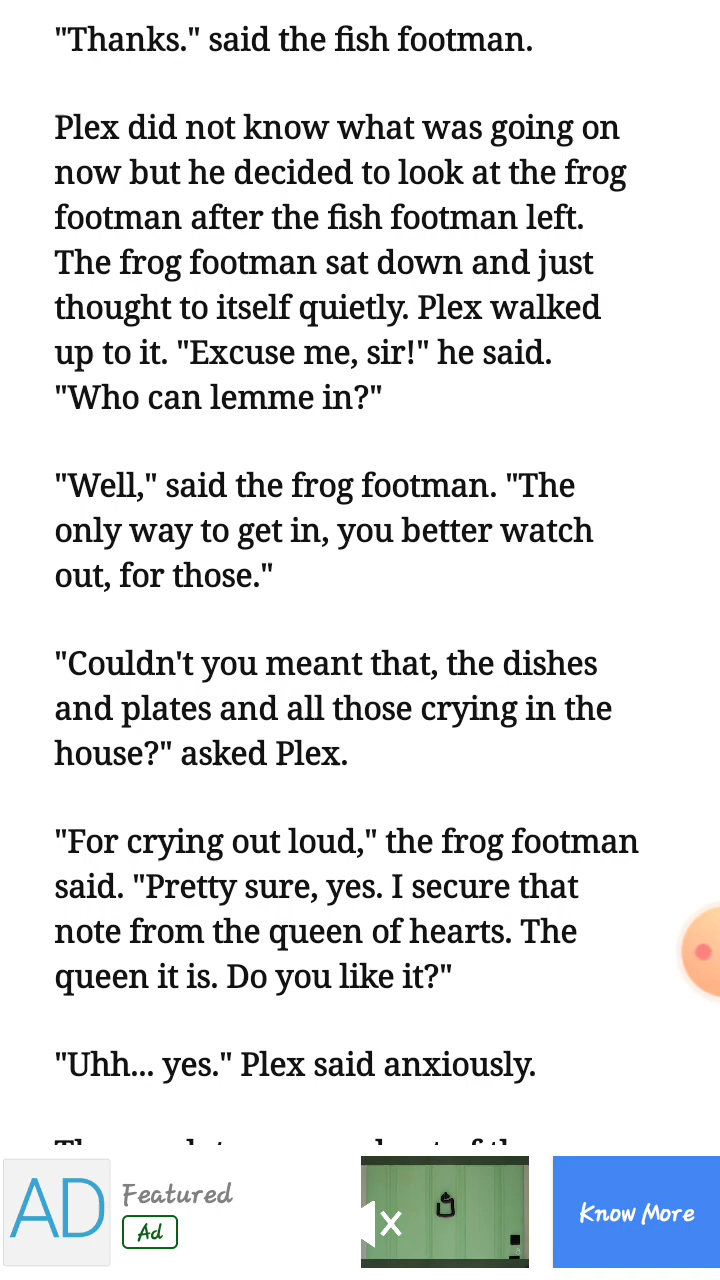 "Thanks." said the fish footman.
Plex did not know what was going on
now but he decided to look at the frog
footman after the fish footman left.
The frog footman sat down and just
thought to itself quietly. Plex walked
up to it. "Excuse me, sir!" he said.
"Who can lemme in?"
"Well," said the frog footman. "The
only way to get in, you better watch
out, for those."
"Couldn't you meant that, the dishes
and plates and all those crying in the
house?" asked Plex.
"For crying out loud," the frog footman
said. "Pretty sure, yes. I secure that
note from the queen of hearts. The
queen it is. Do you like it?"
"Uhh... yes." Plex said anxiously.
AD
Featured
Ad
Know More